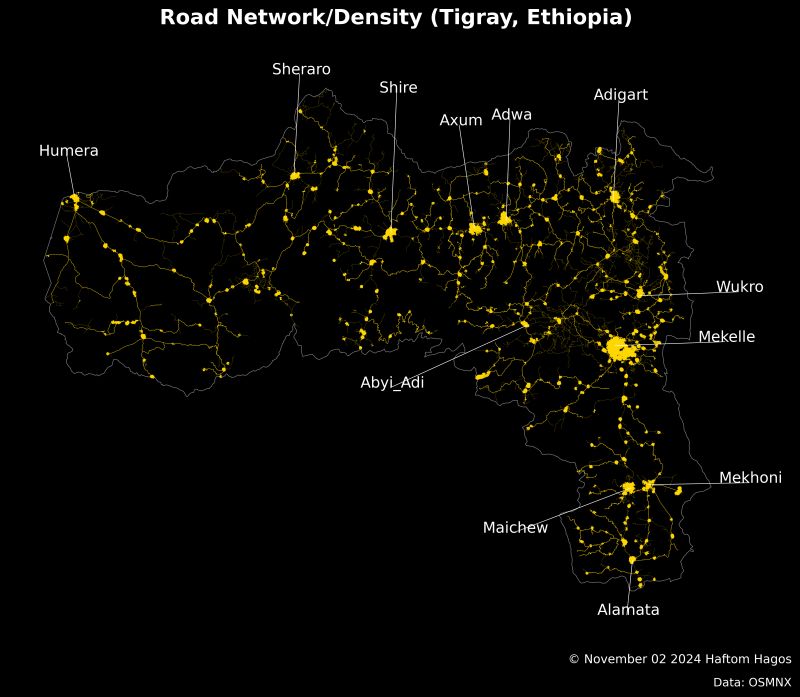 Road Network/Density (Tigray, Ethiopia)
Sheraro
Shire
Adigart
Axum
Adwa
Humera
Wukro
Mekelle
Abyi_Adi
Mekhoni
Maichew
Alamata
© November 02 2024 Haftom Hagos
Data: OSMNX